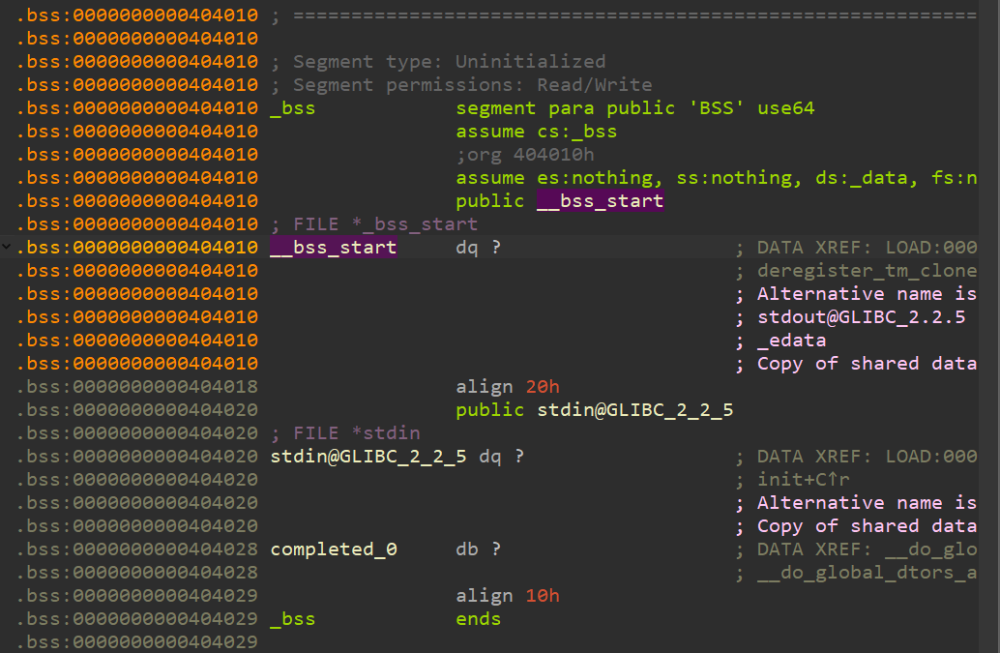 .bss:0000000000404010 ; ===========================================================
.bss:0000000000404010
.bss:0000000000404010 ; Segment type: Uninitialized
.bss:0000000000404010 ; Segment permissions: Read/Write
.bss:0000000000404010 _bss segment para public 'BSS' use64
.bss:0000000000404010 assume cs:_bss
.bss:0000000000404010 ;org 404010h
.bss:0000000000404010 assume es:nothing, ss:nothing, ds:_data, fs:n
.bss:0000000000404010 public __bss_start
.bss:0000000000404010 ; FILE *_bss_start
.bss:0000000000404010 __bss_start dq ? ; DATA XREF: LOAD:000
.bss:0000000000404010 ; deregister_tm_clone
.bss:0000000000404010 ; Alternative name is
.bss:0000000000404010 ; stdout@GLIBC_2.2.5
.bss:0000000000404010 ; _edata
.bss:0000000000404010 ; Copy of shared data
.bss:0000000000404018 align 20h
.bss:0000000000404020 public stdin@GLIBC_2_2_5
.bss:0000000000404020 ; FILE *stdin
.bss:0000000000404020 stdin@GLIBC_2_2_5 dq ? ; DATA XREF: LOAD:000
.bss:0000000000404020 ; init+C↑r
.bss:0000000000404020 ; Alternative name is
.bss:0000000000404020 ; Copy of shared data
.bss:0000000000404028 completed_0 db ? ; DATA XREF: __do_glo
.bss:0000000000404028 ; __do_global_dtors_a
.bss:0000000000404029 align 10h
.bss:0000000000404029 _bss ends
.bss:0000000000404029